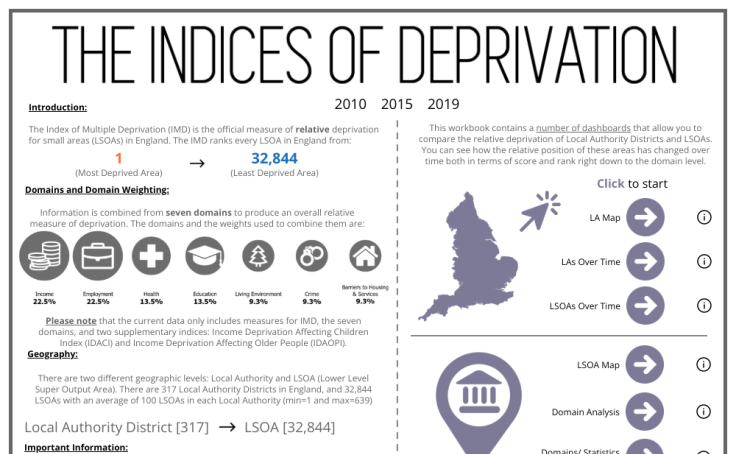 THE INDICES OF DEPRIVATION
2010 2015 2019
Introduction:
The Index of Multiple Deprivation (IMD) is the official measure of relative deprivation
for small areas (LSOAs) in England. The IMD ranks every LSOA in England from:
1 → 32,844
(Most Deprived Area) (Least Deprived Area)
Domains and Domain Weighting:
Information is combined from seven domains to produce an overall relative
measure of deprivation. The domains and the weights used to combine them are:
Income
22.5%
Employment
22.5%
Health
13.5%
Education
13.5%
Living Environment
9.3%
Crime
9.3%
Barriers to Housing
& Services
9.3%
Please note that the current data only includes measures for IMD, the seven
domains, and two supplementary indices: Income Deprivation Affecting Children
Index (IDACI) and Income Deprivation Affecting Older People (IDAOPI).
Geography:
There are two different geographic levels: Local Authority and LSOA (Lower Level
Super Output Area). There are 317 Local Authority Districts in England, and 32,844
LSOAs with an average of 100 LSOAs in each Local Authority (min=1 and max=639)
Local Authority District [317] → LSOA [32,844]
Important Information:
This workbook contains a number of dashboards that allow you to
compare the relative deprivation of Local Authority Districts and LSOAs.
You can see how the relative position of these areas has changed over
time both in terms of score and rank right down to the domain level.
Click to start
LA Map
LAs Over Time
LSOAs Over Time
LSOA Map
Domain Analysis
Domains/ Statistics